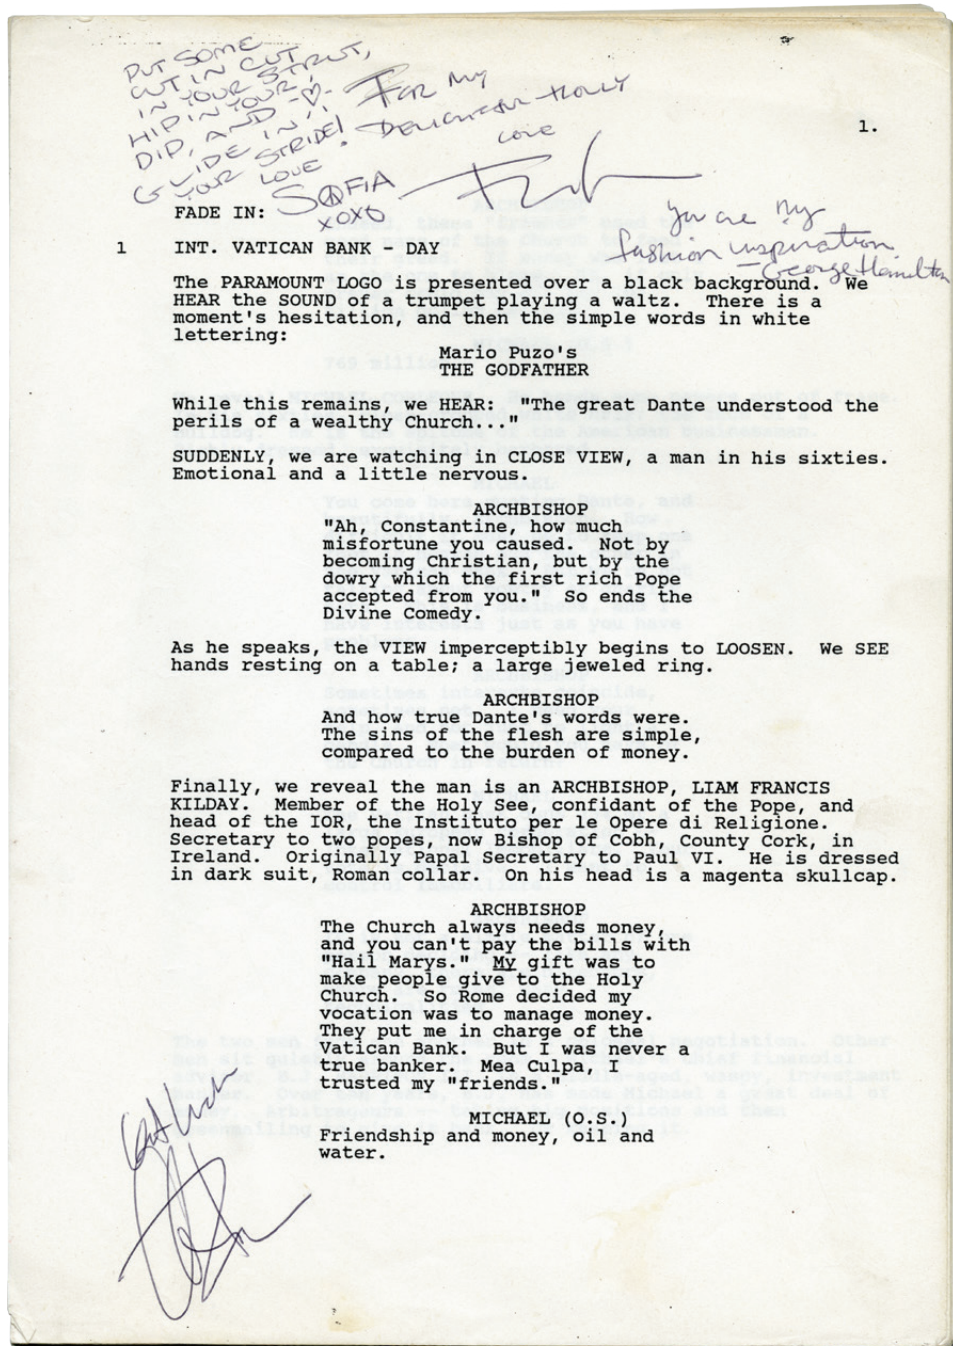 PUT SOME
CUT IN CUT
IN YOUR STRUT,
HIP IN YOUR
DIP, AND
GLIDE IN
YOUR STRIDE!
LOVE
SOFIA
XOXO
FOR MY
DELIGHTFUL HOLLY
LOVE
1.
You are my
fashion inspiration
- George Hamilton
FADE IN:
1 INT. VATICAN BANK - DAY
The PARAMOUNT LOGO is presented over a black background. We
HEAR the SOUND of a trumpet playing a waltz. There is a
moment's hesitation, and then the simple words in white
lettering:
Mario Puzo's
THE GODFATHER
While this remains, we HEAR: "The great Dante understood the
perils of a wealthy Church..."
SUDDENLY, we are watching in CLOSE VIEW, a man in his sixties.
Emotional and a little nervous.
ARCHBISHOP
"Ah, Constantine, how much
misfortune you caused. Not by
becoming Christian, but by the
dowry which the first rich Pope
accepted from you." So ends the
Divine Comedy.
As he speaks, the VIEW imperceptibly begins to LOOSEN. We SEE
hands resting on a table; a large jeweled ring.
ARCHBISHOP
And how true Dante's words were.
The sins of the flesh are simple,
compared to the burden of money.
Finally, we reveal the man is an ARCHBISHOP, LIAM FRANCIS
KILDAY. Member of the Holy See, confidant of the Pope, and
head of the IOR, the Instituto per le Opere di Religione.
Secretary to two popes, now Bishop of Cobh, County Cork, in
Ireland. Originally Papal Secretary to Paul VI. He is dressed
in dark suit, Roman collar. On his head is a magenta skullcap.
ARCHBISHOP
The Church always needs money,
and you can't pay the bills with
"Hail Marys." My gift was to
make people give to the Holy
Church. So Rome decided my
vocation was to manage money.
They put me in charge of the
Vatican Bank. But I was never a
true banker. Mea Culpa, I
trusted my "friends."
MICHAEL (O.S.)
Friendship and money, oil and
water.